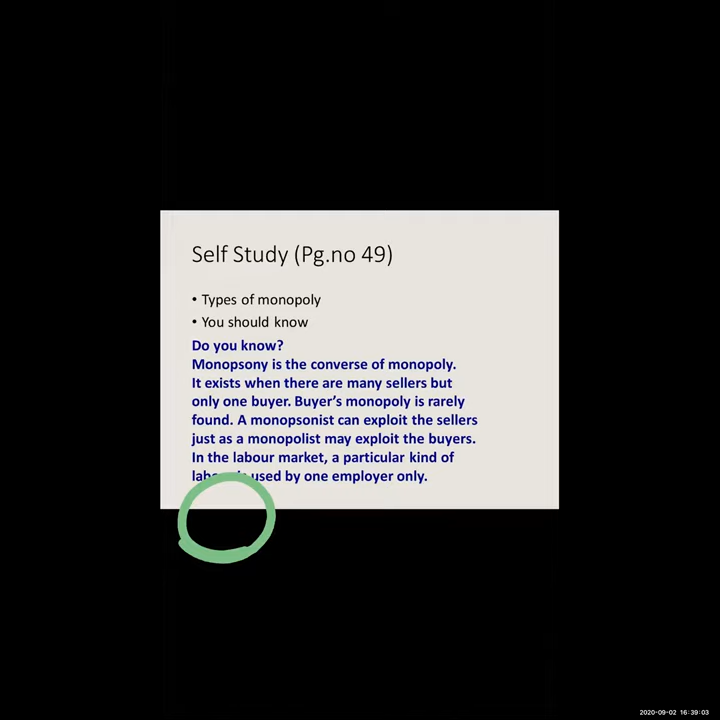 Self Study (Pg.no 49)
• Types of monopoly
• You should know
Do you know?
Monopsony is the converse of monopoly.
It exists when there are many sellers but
only one buyer. Buyer’s monopoly is rarely
found. A monopsonist can exploit the sellers
just as a monopolist may exploit the buyers.
In the labour market, a particular kind of
used by one employer only.
2020-09-02 16:39:03